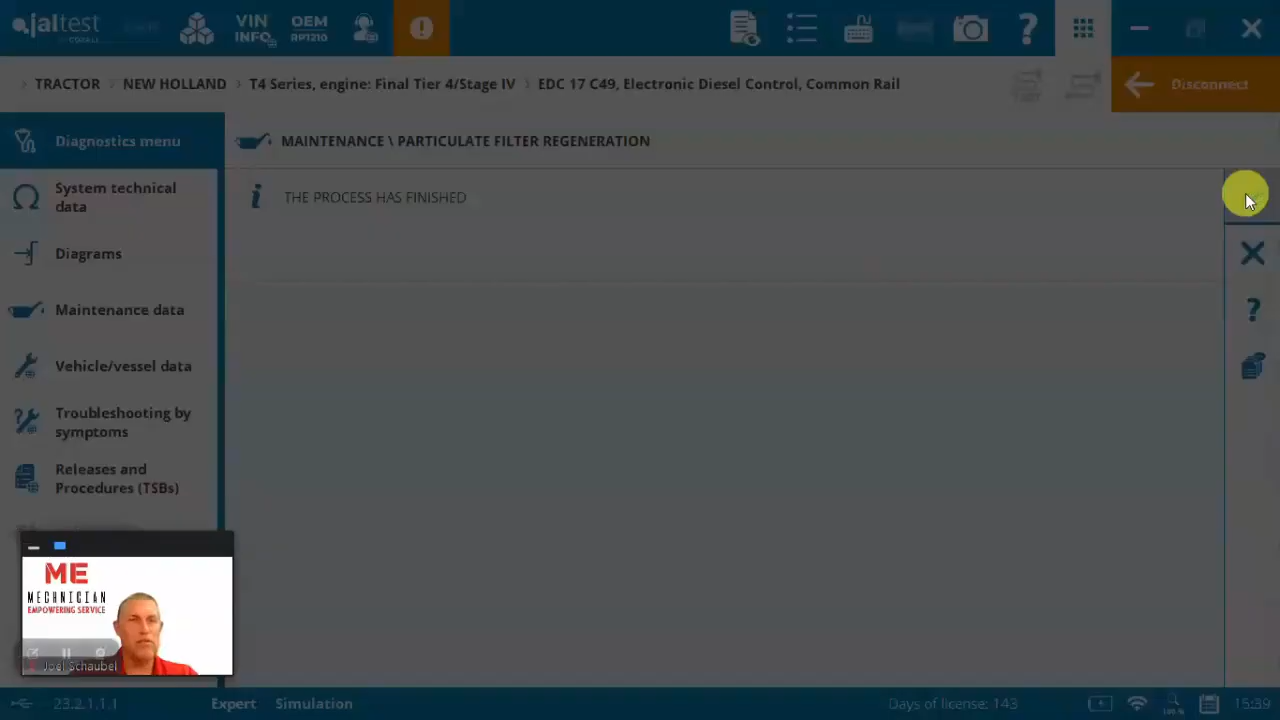 jaltest
VIN
INFO
OEM
RP1210
TRACTOR
NEW HOLLAND
T4 Series, engine: Final Tier 4/Stage IV
EDC 17 C49, Electronic Diesel Control, Common Rail
Disconnect
Diagnostics menu
MAINTENANCE \ PARTICULATE FILTER REGENERATION
System technical
data
THE PROCESS HAS FINISHED
Diagrams
Maintenance data
Vehicle/vessel data
Troubleshooting by
symptoms
Releases and
Procedures (TSBs)
ME
MECHNICIAN
EMPOWERING SERVICE
Joel Schaubel
23.2.1.1.1
Expert
Simulation
Days of license: 143
100 %
15:39